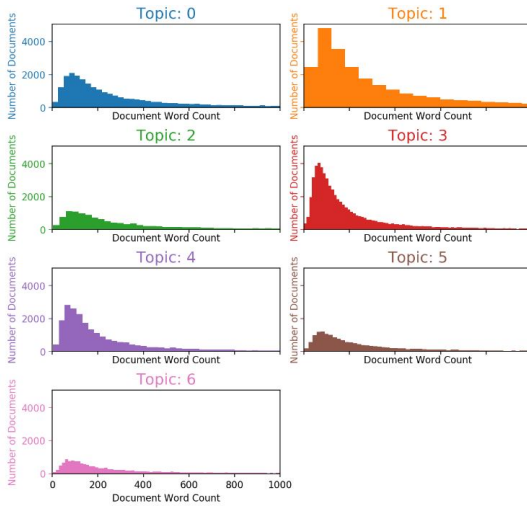 Topic: 0
Number of Documents
4000
2000
0
Document Word Count
Topic: 1
Number of Documents
Document Word Count
Topic: 2
Number of Documents
4000
2000
0
Document Word Count
Topic: 3
Number of Documents
Document Word Count
Topic: 4
Number of Documents
4000
2000
0
Document Word Count
Topic: 5
Number of Documents
Document Word Count
Topic: 6
Number of Documents
4000
2000
0
0 200 400 600 800 1000
Document Word Count